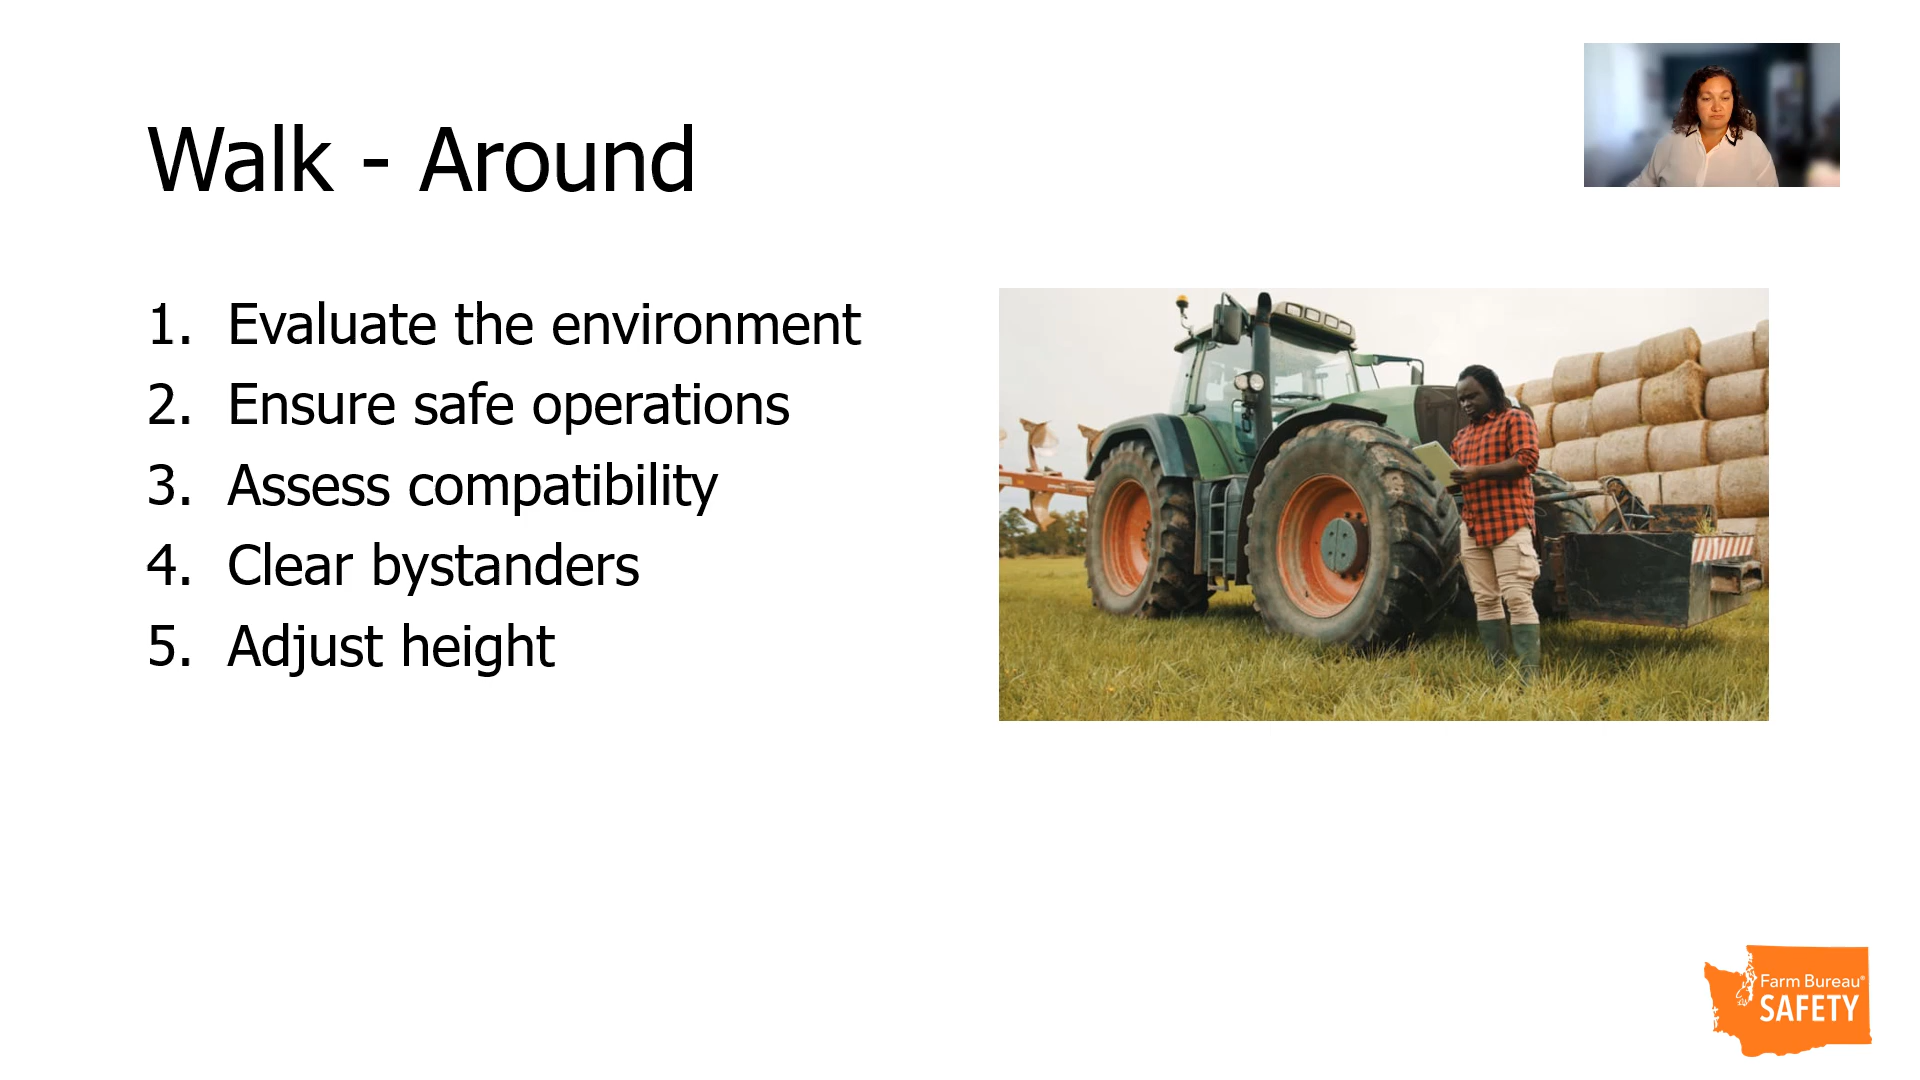 Walk - Around
1. Evaluate the environment
2. Ensure safe operations
3. Assess compatibility
4. Clear bystanders
5. Adjust height
Farm Bureau®
SAFETY